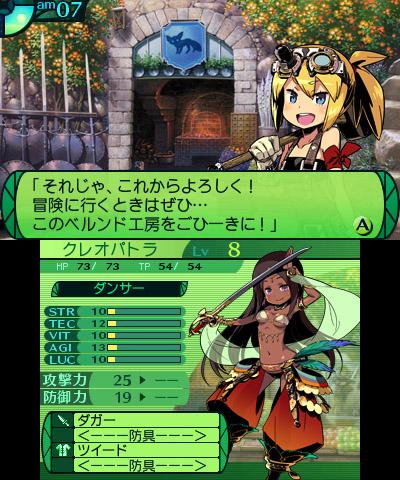 am07
「それじゃ、これからよろしく！
冒険に行くときはぜひ…
このベルンド工房をごひーきに！」
A
クレオパトラ Lv 8
HP 73/ 73 TP 54/ 54
ダンサー
STR 10
TEC 12
VIT 10
AGI 13
LUC 10
攻撃力 25 ▶ ーー
防御力 19 ▶ ーー
ダガー
<ーーー防具ーーー>
ツイード
<ーーー防具ーーー>